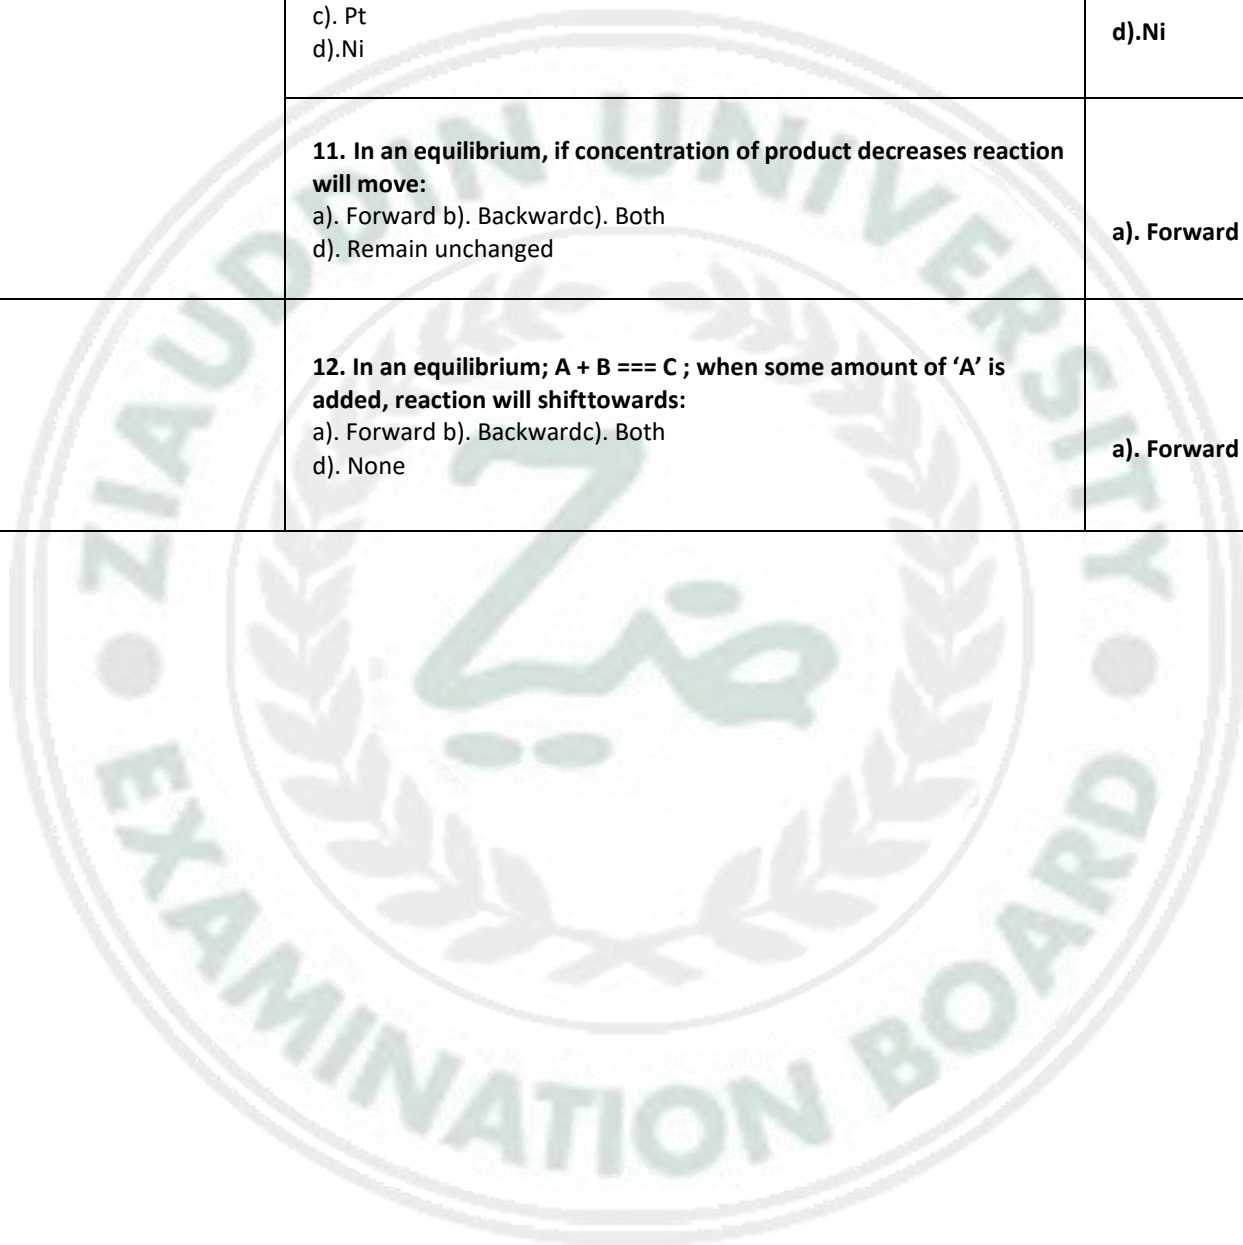 c). Pt
d).Ni
d).Ni
11. In an equilibrium, if concentration of product decreases reaction
will move:
a). Forward b). Backwardc). Both
d). Remain unchanged
a). Forward
12. In an equilibrium; A + B === C ; when some amount of ‘A’ is
added, reaction will shifttowards:
a). Forward b). Backwardc). Both
d). None
a). Forward
ZIAUDDIN UNIVERSITY
EXAMINATION BOARD